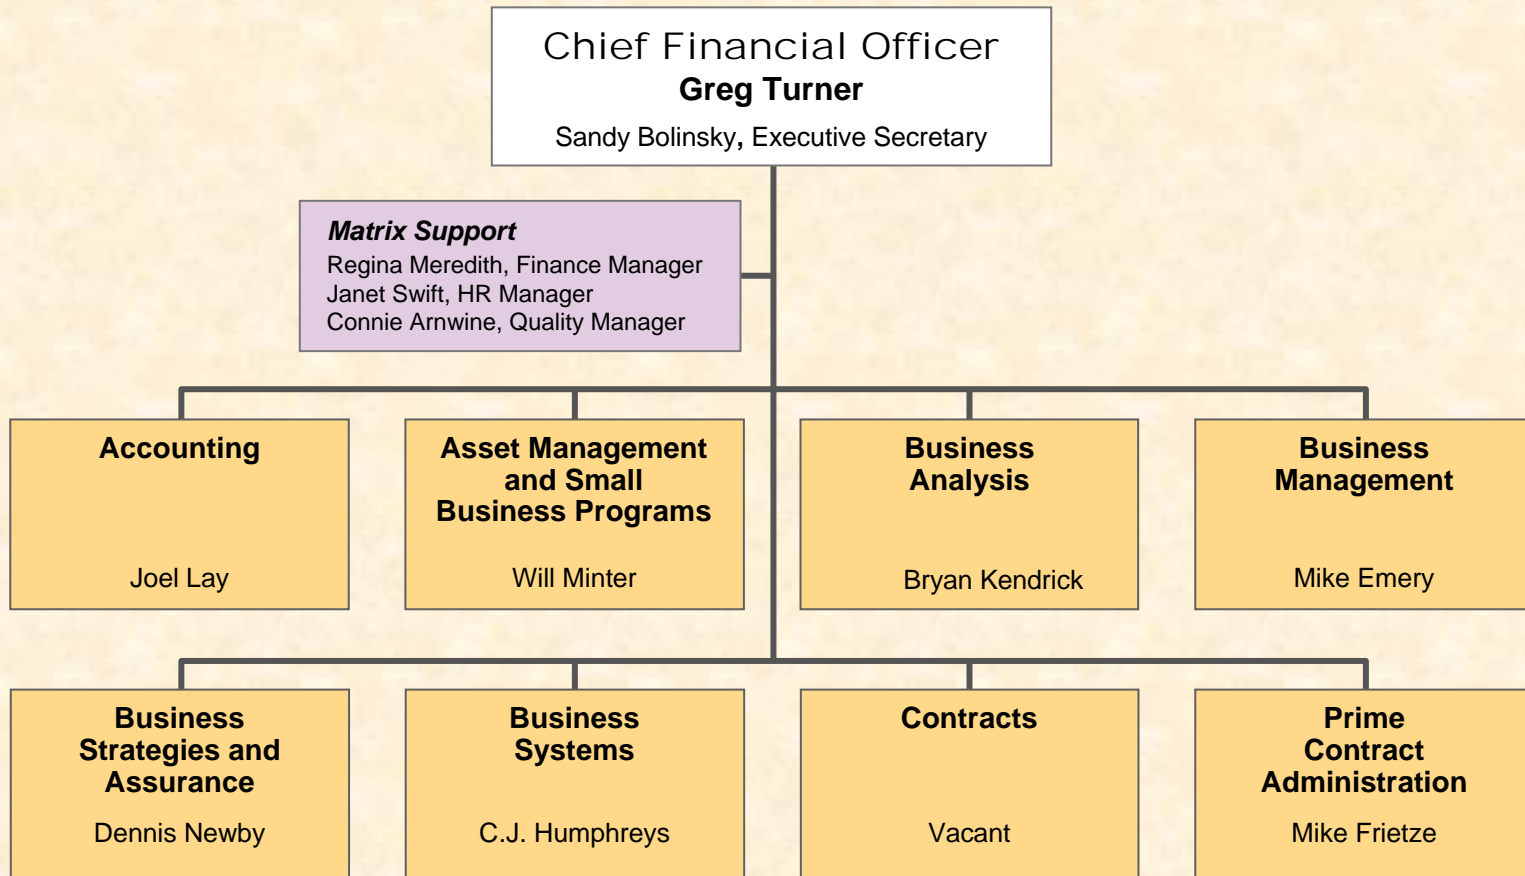 Chief Financial Officer
Greg Turner
Sandy Bolinsky, Executive Secretary
Matrix Support
Regina Meredith, Finance Manager
Janet Swift, HR Manager
Connie Arnwine, Quality Manager
Accounting
Joel Lay
Asset Management
and Small
Business Programs
Will Minter
Business
Analysis
Bryan Kendrick
Business
Management
Mike Emery
Business
Strategies and
Assurance
Dennis Newby
Business
Systems
C.J. Humphreys
Contracts
Vacant
Prime
Contract
Administration
Mike Frietze